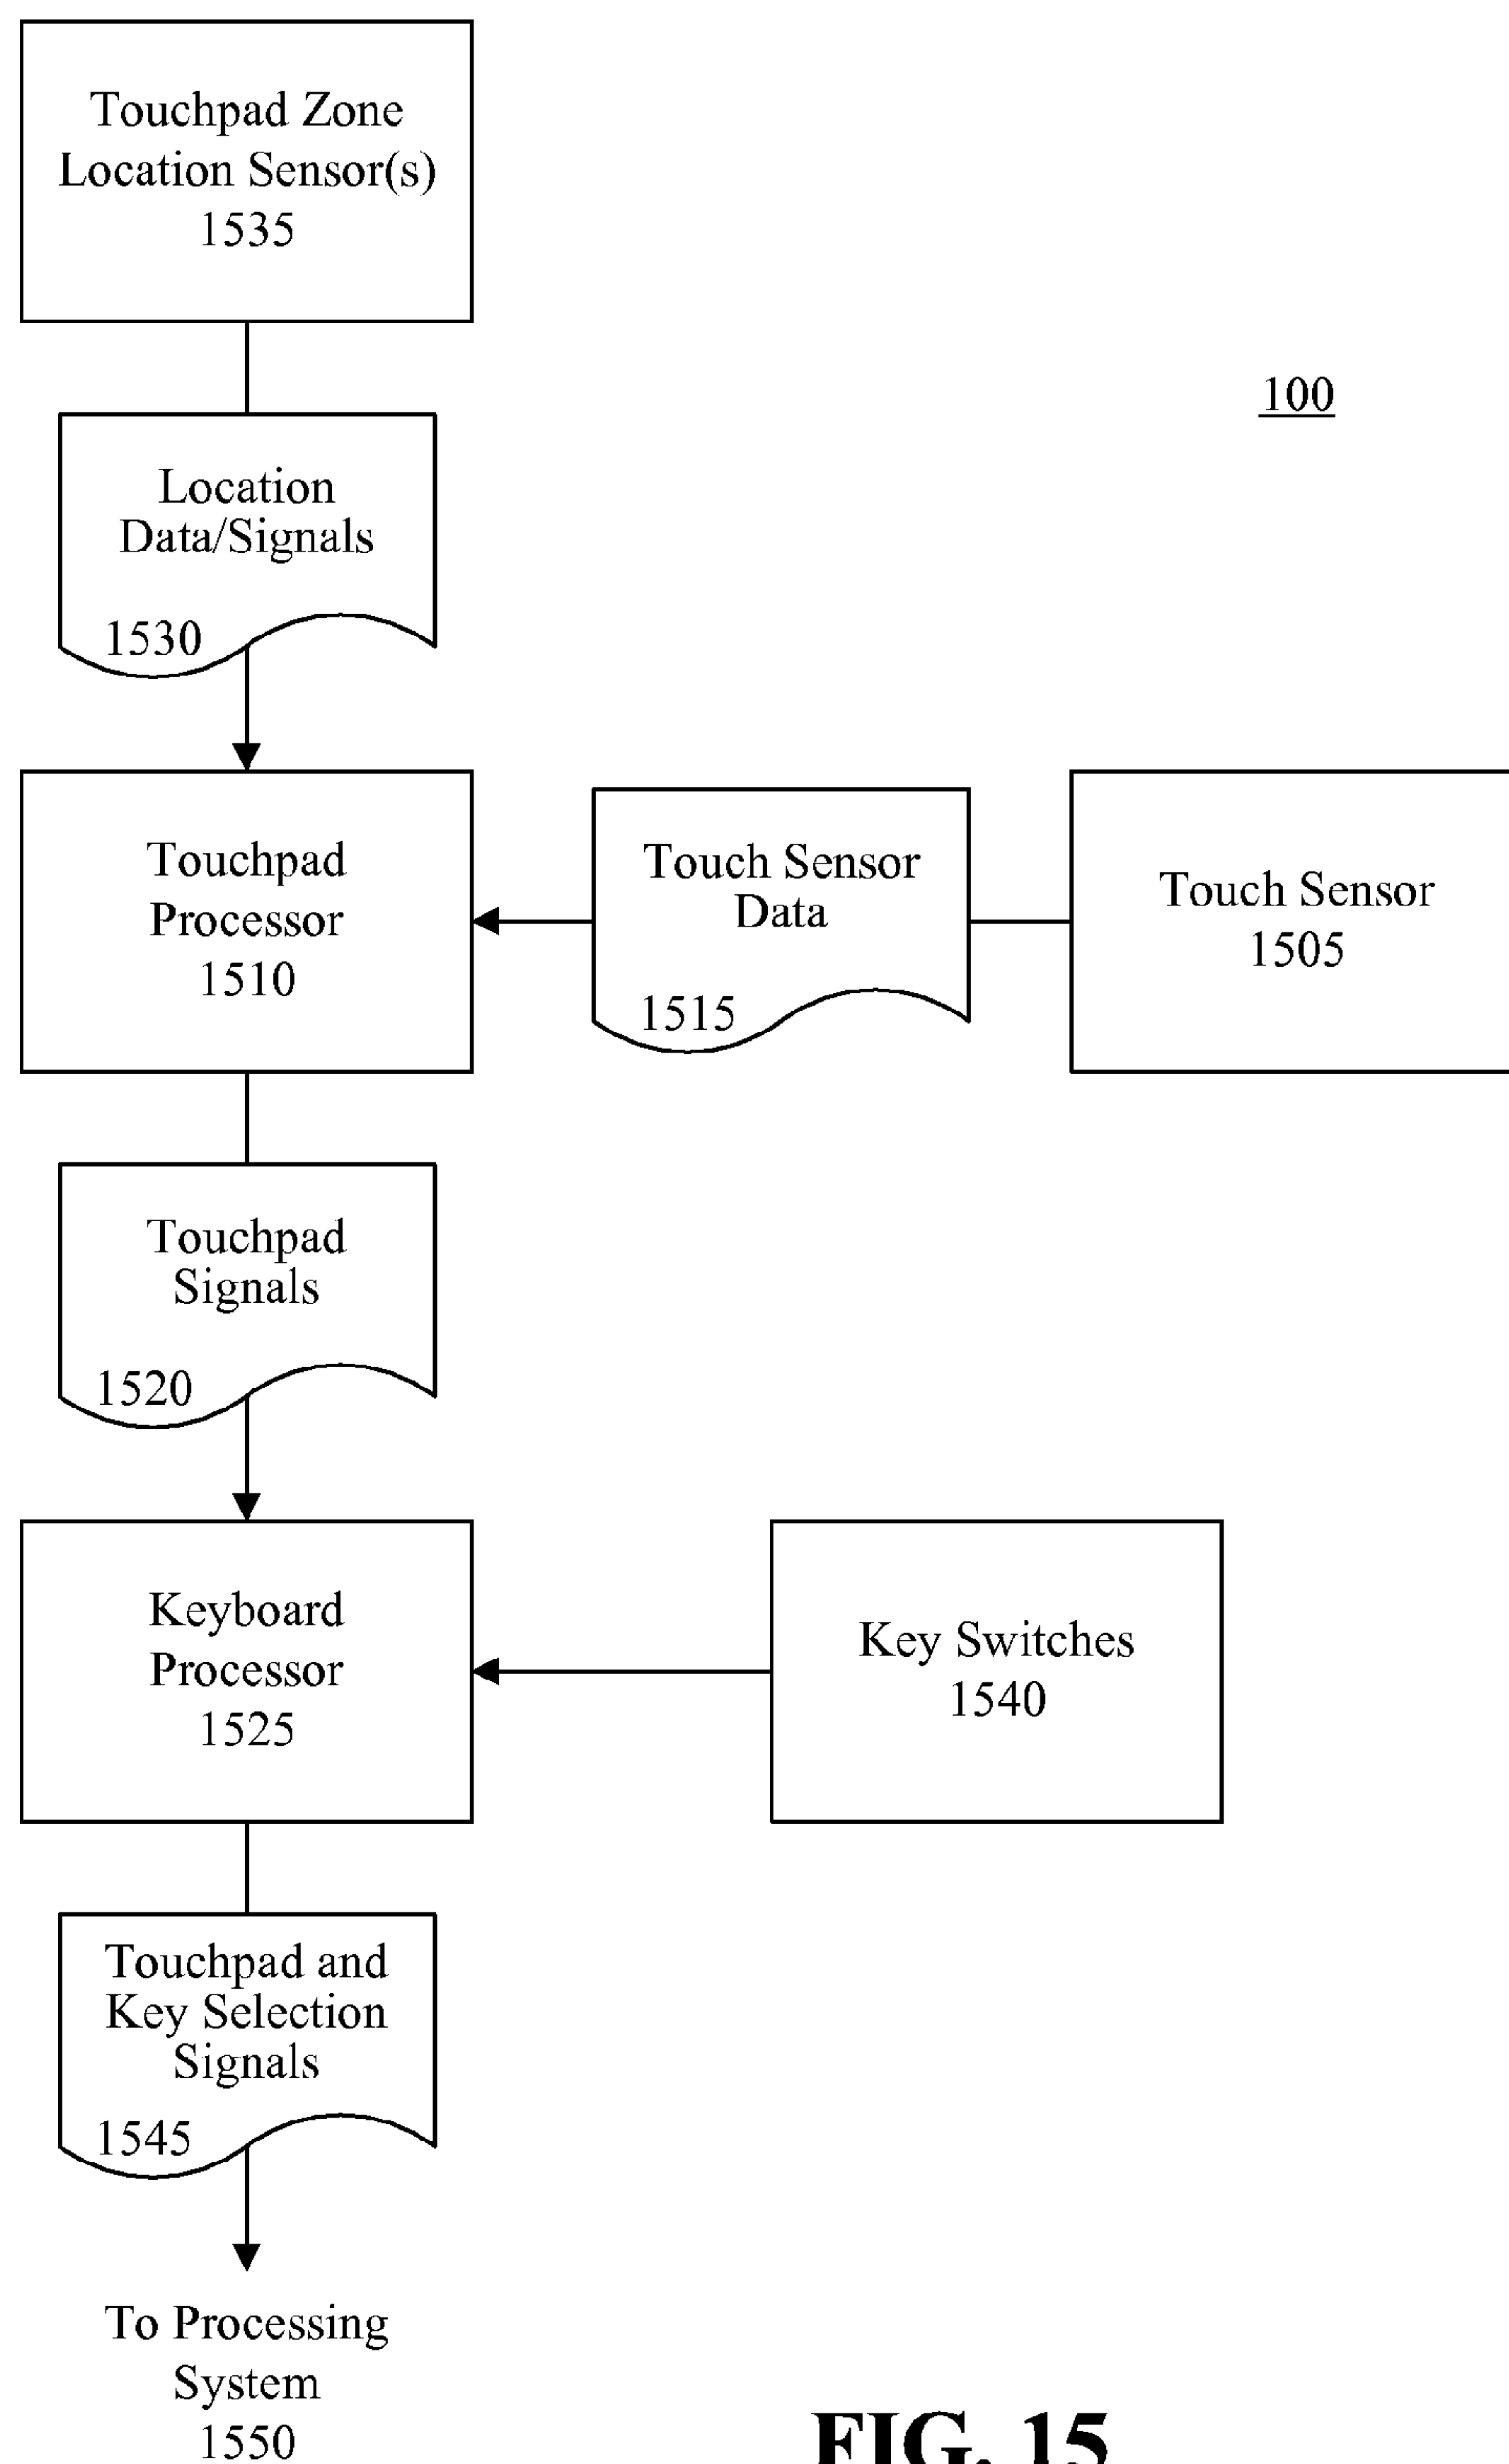 Touchpad Zone
Location Sensor(s)
1535
100
Location
Data/Signals
1530
Touchpad
Processor
1510
Touch Sensor
Data
1515
Touch Sensor
1505
Touchpad
Signals
1520
Keyboard
Processor
1525
Key Switches
1540
Touchpad and
Key Selection
Signals
1545
To Processing
System
1550
FIG. 15